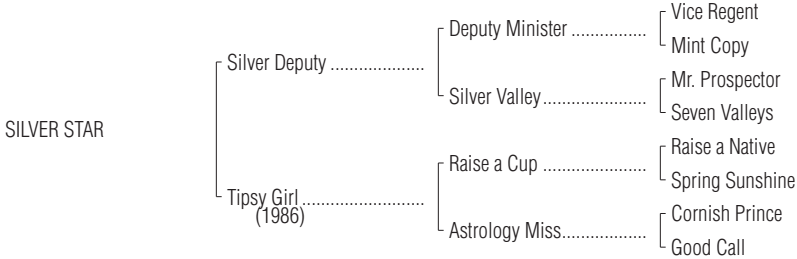 Vice Regent
Deputy Minister ................
Mint Copy
Silver Deputy ....................
Mr. Prospector
Silver Valley......................
Seven Valleys
SILVER STAR
Raise a Native
Raise a Cup ......................
Spring Sunshine
Tipsy Girl ..........................
(1986)
Cornish Prince
Astrology Miss..................
Good Call